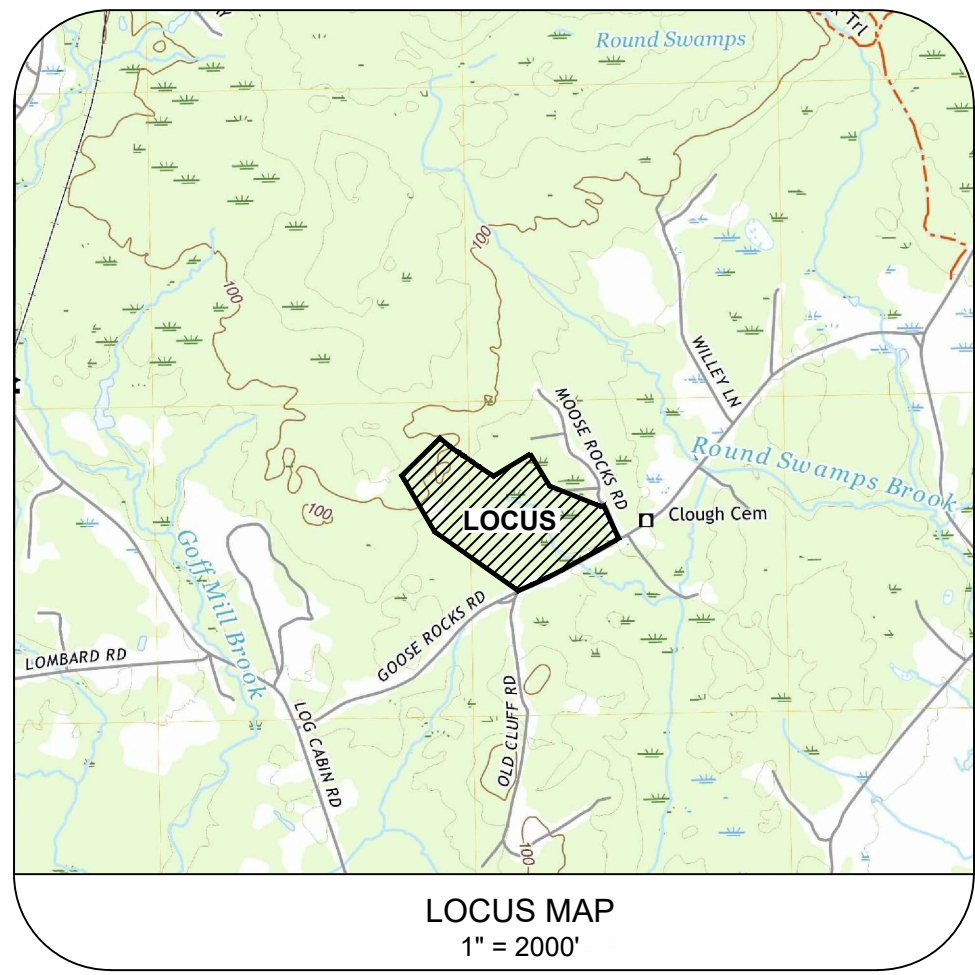 Trl
Round Swamps
100
100
WILLEY LN
MOOSE ROCKS RD
Round Swamps Brook
LOCUS
Clough Cem
100
Goff Mill Brook
GOOSE ROCKS RD
LOMBARD RD
OLD CLUFF RD
LOG CABIN RD
100
LOCUS MAP
1" = 2000'